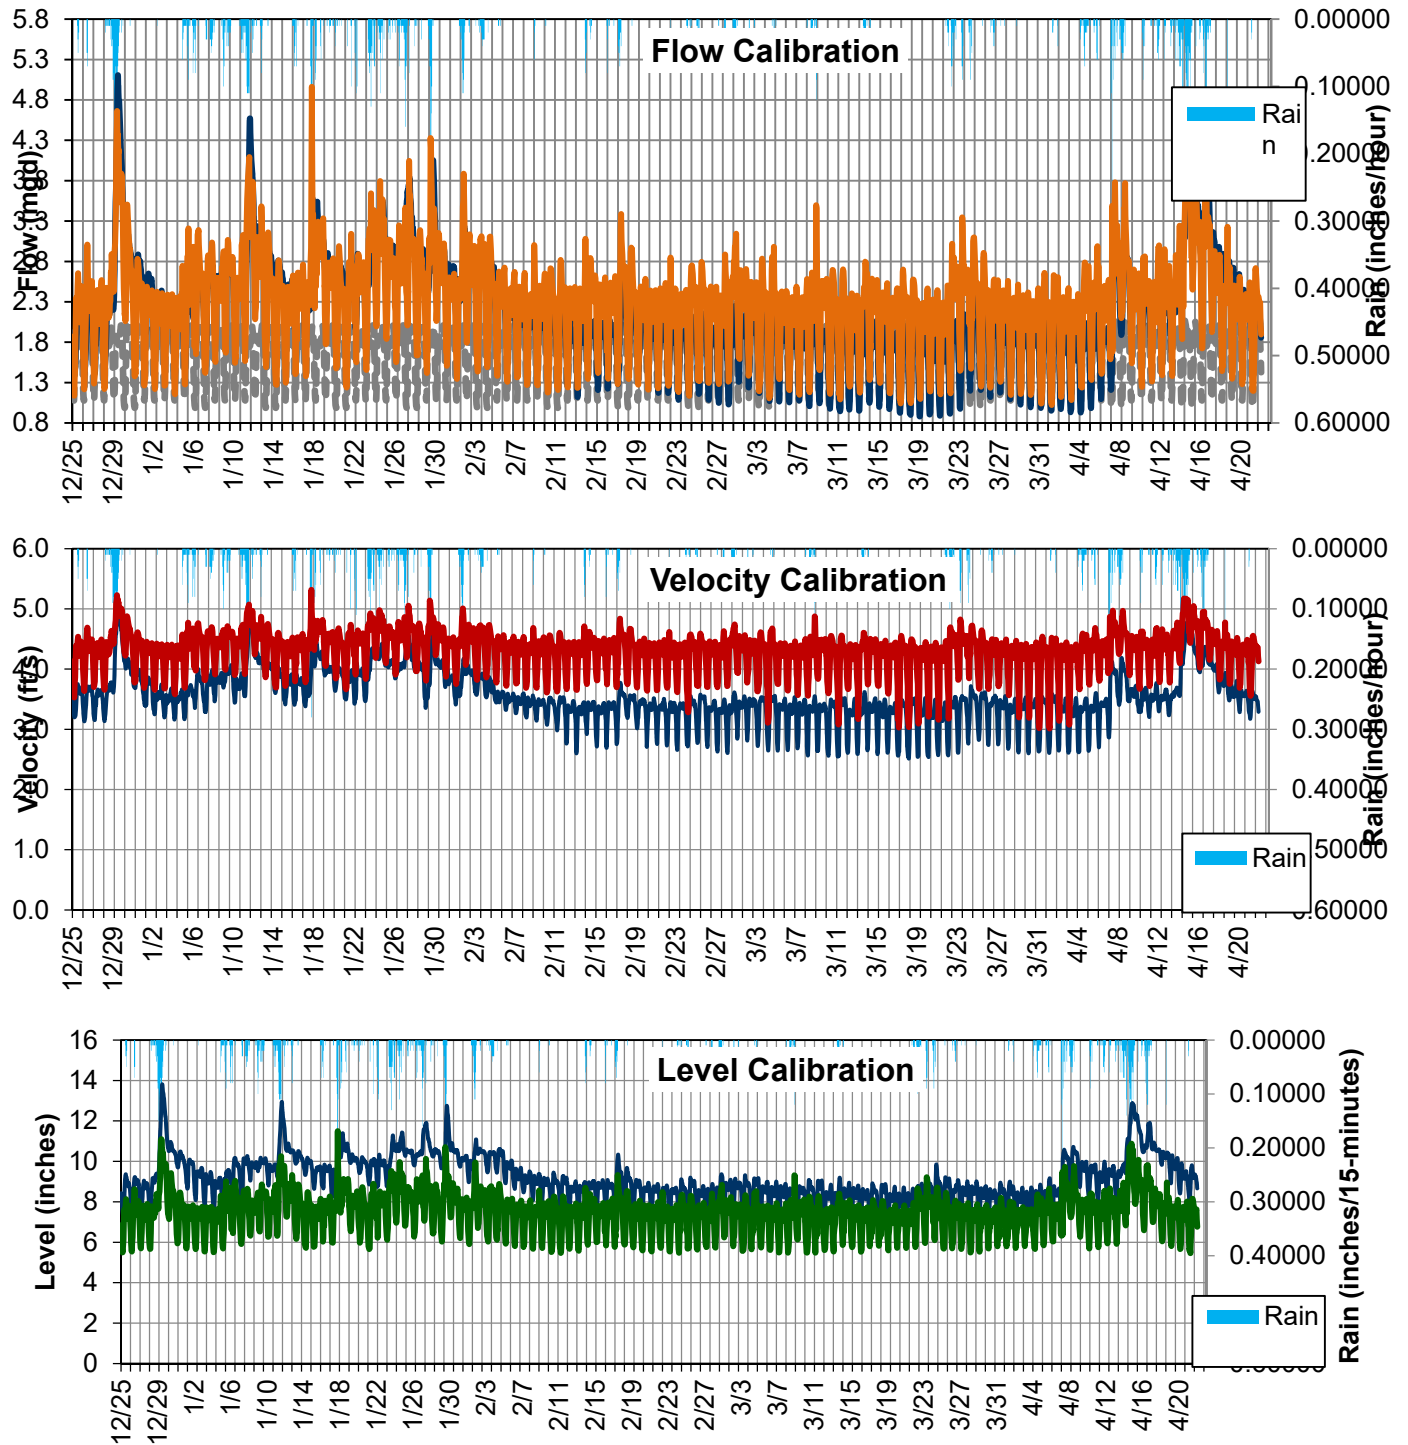 Flow Calibration
5.8
5.3
4.8
4.3
3.8
3.3
2.8
2.3
1.8
1.3
0.8
Flow (mgd)
0.00000
0.10000
0.20000
0.30000
0.40000
0.50000
0.60000
Rain (inches/hour)
Rai
n
12/25 12/29 1/2 1/6 1/10 1/14 1/18 1/22 1/26 1/30 2/3 2/7 2/11 2/15 2/19 2/23 2/27 3/3 3/7 3/11 3/15 3/19 3/23 3/27 3/31 4/4 4/8 4/12 4/16 4/20
Velocity Calibration
6.0
5.0
4.0
3.0
2.0
1.0
0.0
Velocity (ft/s)
0.00000
0.10000
0.20000
0.30000
0.40000
0.50000
0.60000
Rain (inches/hour)
Rain
12/25 12/29 1/2 1/6 1/10 1/14 1/18 1/22 1/26 1/30 2/3 2/7 2/11 2/15 2/19 2/23 2/27 3/3 3/7 3/11 3/15 3/19 3/23 3/27 3/31 4/4 4/8 4/12 4/16 4/20
Level Calibration
16
14
12
10
8
6
4
2
0
Level (inches)
0.00000
0.10000
0.20000
0.30000
0.40000
Rain (inches/15-minutes)
Rain
12/25 12/29 1/2 1/6 1/10 1/14 1/18 1/22 1/26 1/30 2/3 2/7 2/11 2/15 2/19 2/23 2/27 3/3 3/7 3/11 3/15 3/19 3/23 3/27 3/31 4/4 4/8 4/12 4/16 4/20